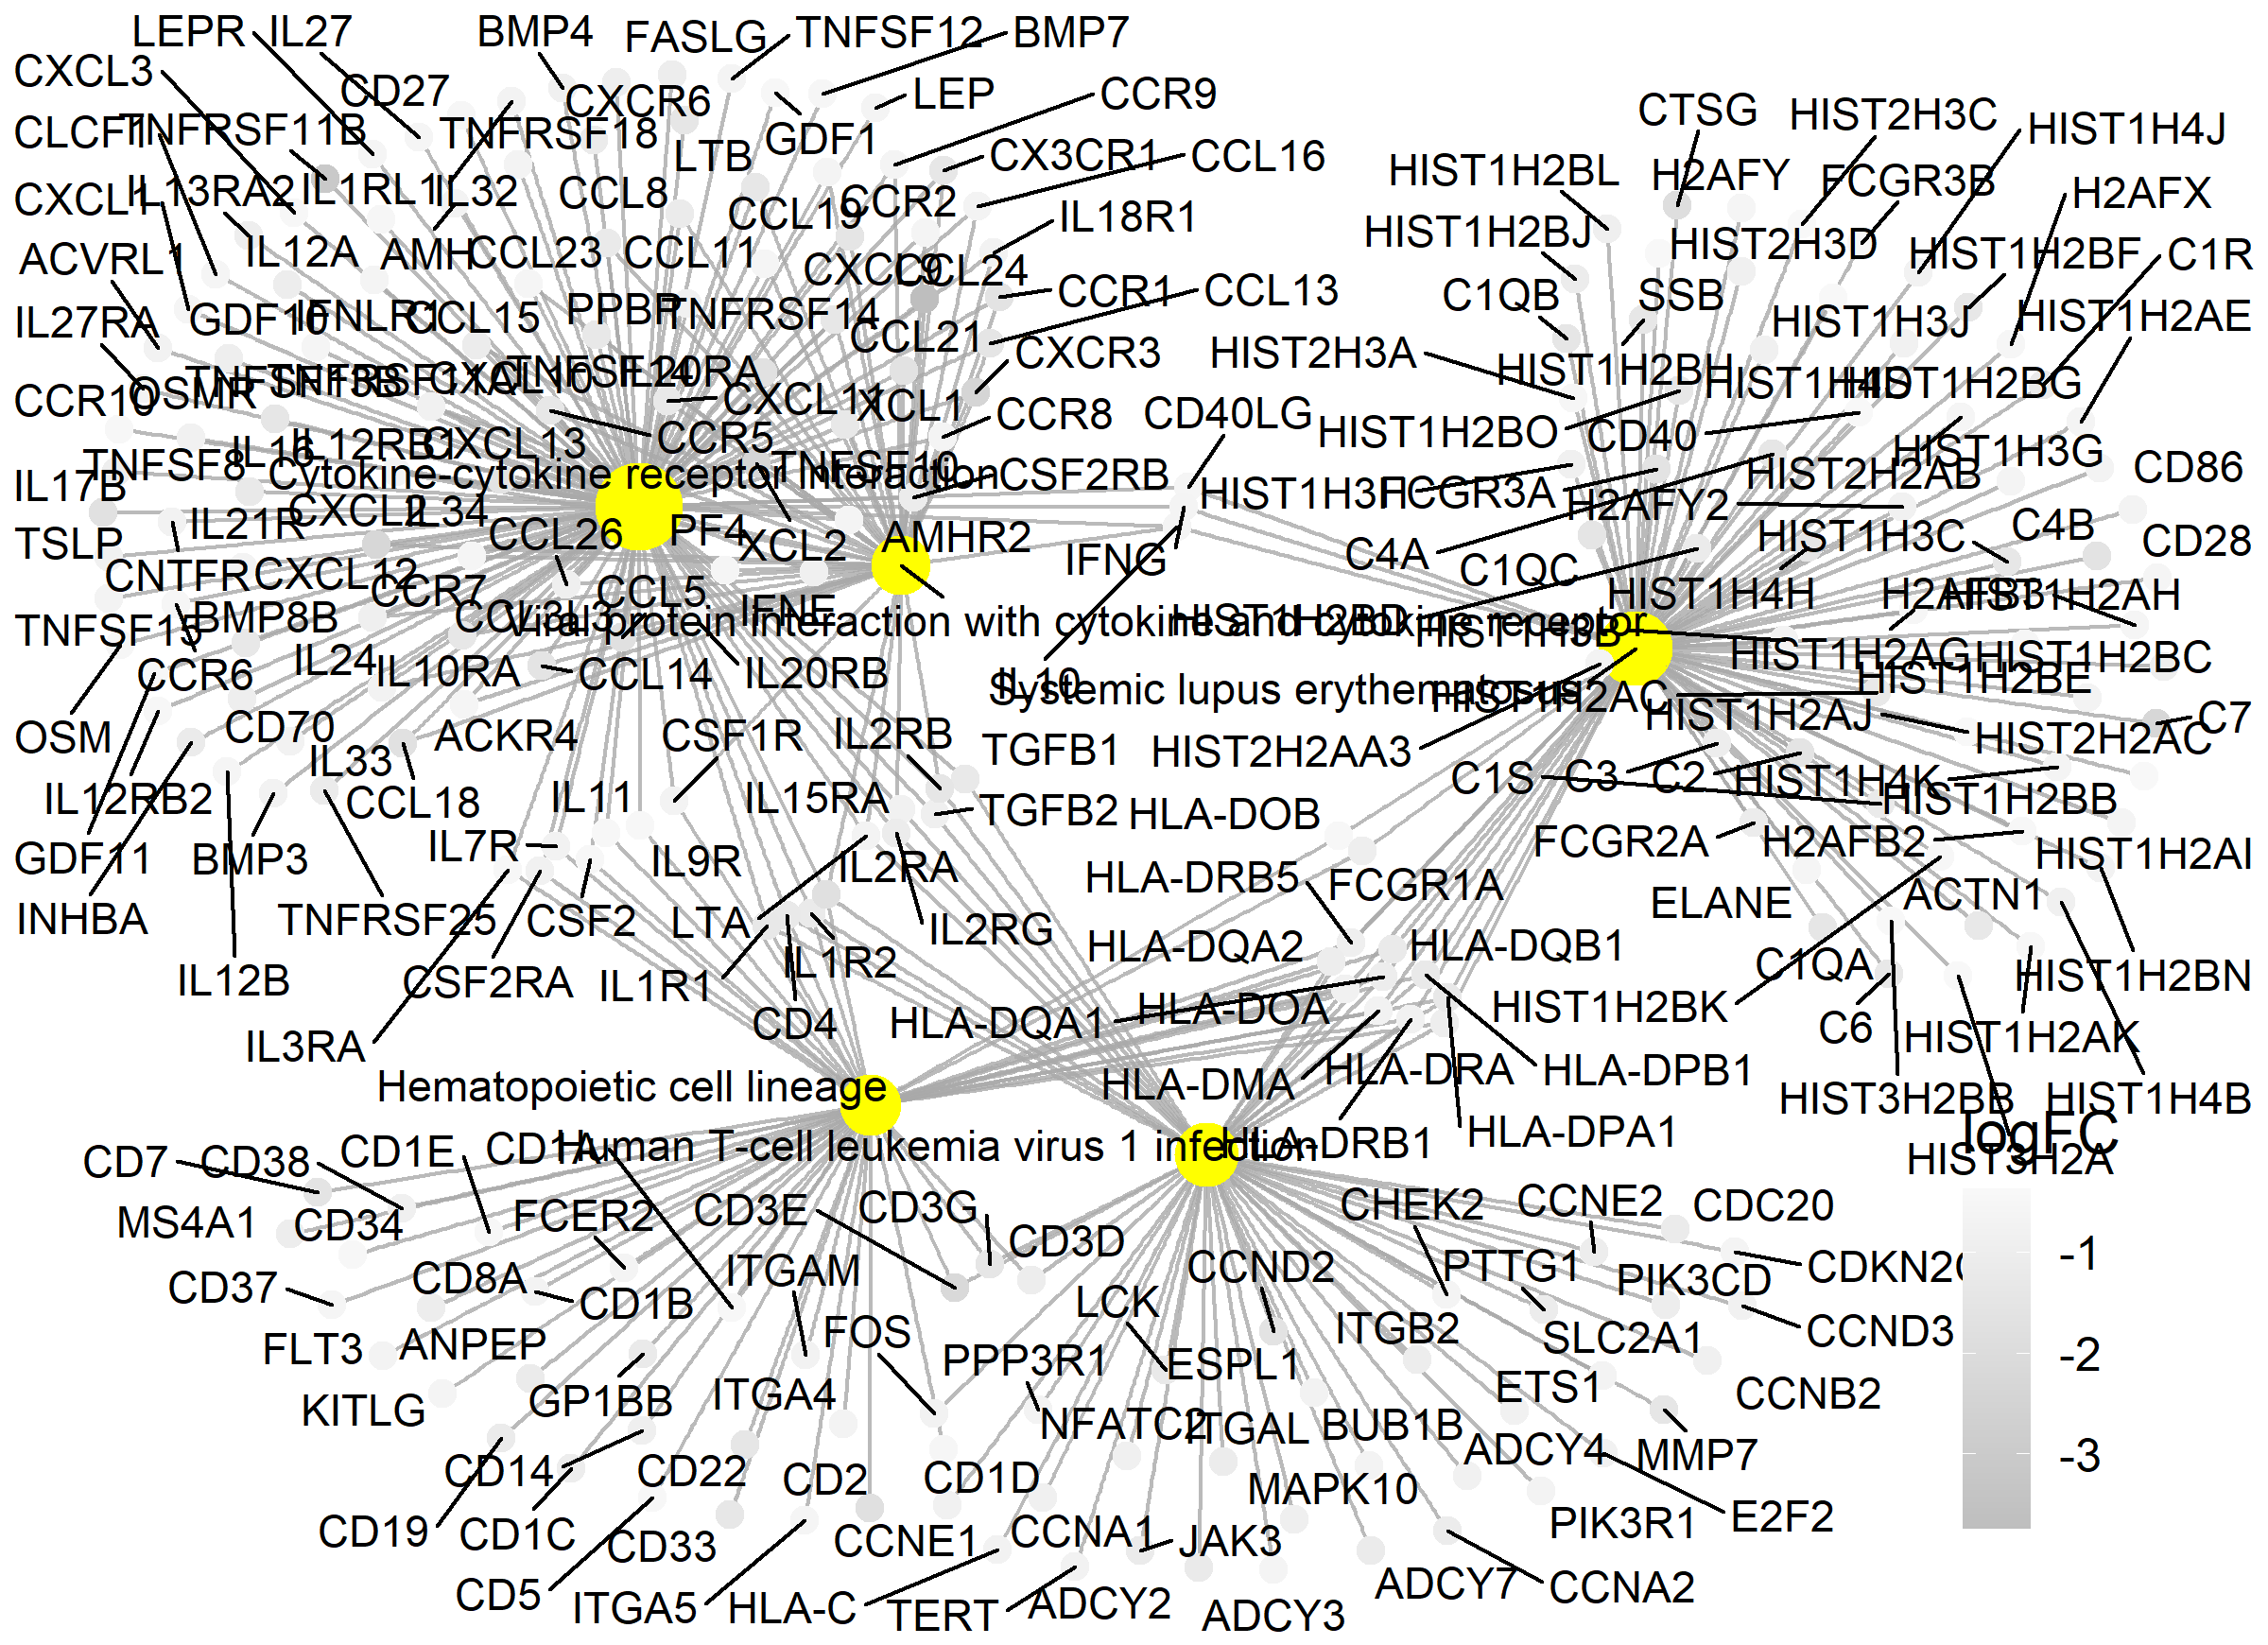 LEPR IL27 BMP4 FASLG TNFSF12 BMP7
CXCL3 CD27 CXCR6 LEP CCR9
CLCF1 TNFRSF11B TNFRSF18 LTB GDF1 CX3CR1 CCL16
CXCL1 IL13RA2 IL1RL1 IL32 CCL8 CCL19 CCR2 IL18R1
ACVRL1 IL12A AMH CCL23 CCL11 CXCL9 CCL24
IL27RA GDF10 IFNLR1 CCL15 PPBP TNFRSF14 CCL21 CCR1 CCL13
CCR10 OSMR TNFSF13B TNFRSF11A CXCL10 TNFSF14 IL20RA CXCL11 XCL1 CXCR3
IL16 IL12RB1 CXCL13 CCR5 CCR8 CD40LG
TNFSF8 Cytokine-cytokine receptor interaction TNFSF10 CSF2RB
IL17B IL21R CXCL2 IL34 CCL26 PF4 XCL2 AMHR2
TSLP CNTFR CXCL12 CCR7 CCL5 IFNE IFNG
TNFSF15 BMP8B CCL3L3 Viral protein interaction with cytokine and cytokine receptor
CCR6 IL24 IL10RA CCL14 IL20RB IL10 Systemic lupus erythematosus
OSM CD70 IL33 ACKR4 CSF1R IL2RB TGFB1
IL12RB2 CCL18 IL11 IL15RA TGFB2
GDF11 BMP3 IL7R IL9R IL2RA
INHBA TNFRSF25 CSF2 LTA IL2RG
IL12B CSF2RA IL1R1 IL1R2
IL3RA CD4
CTSG HIST2H3C HIST1H4J
HIST1H2BL H2AFY FCGR3B H2AFX
HIST1H2BJ HIST2H3D HIST1H2BF C1R
C1QB SSB HIST1H3J HIST1H2AE
HIST2H3A HIST1H2BH HIST1H4D HIST1H2BG
HIST1H2BO CD40 HIST1H3G CD86
FCGR3A HIST2H2AB
H2AFY2 HIST1H3C C4B CD28
C4A C1QC HIST1H4H H2AFB3 HIST1H2AH
HIST1H2BD HIST1H3B HIST1H2AG HIST1H2BC
HIST1H2AC HIST1H2BE HIST1H2AJ C7
HIST2H2AA3 HIST2H2AC
C1S C3 C2 HIST1H4K HIST1H2BB
HLA-DOB FCGR2A H2AFB2 HIST1H2AI
HLA-DRB5 FCGR1A ELANE ACTN1
HLA-DQA2 HLA-DQB1 C1QA HIST1H2BN
HLA-DQA1 HLA-DOA HIST1H2BK C6 HIST1H2AK
HLA-DMA HLA-DRA HLA-DPB1 HIST3H2BB HIST1H4B
HLA-DRB1 HLA-DPA1 HIST3H2A
Hematopoietic cell lineage
Human T-cell leukemia virus 1 infection
CD7 CD38 CD1E CD1A
MS4A1 CD34 FCER2 CD3E CD3G CHEK2 CCNE2 CDC20
CD37 CD8A CD1B ITGAM CD3D CCND2 PTTG1 PIK3CD
FLT3 ANPEP FOS LCK ITGB2 SLC2A1 CCND3
KITLG GP1BB ITGA4 PPP3R1 ESPL1 ETS1 CCNB2
CD14 CD22 CD2 CD1D NFATC2 ITGAL BUB1B ADCY4 MMP7
CD19 CD1C CD33 CCNE1 CCNA1 JAK3 MAPK10 PIK3R1 E2F2
CD5 ITGA5 HLA-C TERT ADCY2 ADCY3 ADCY7 CCNA2
logFC
-1
-2
-3